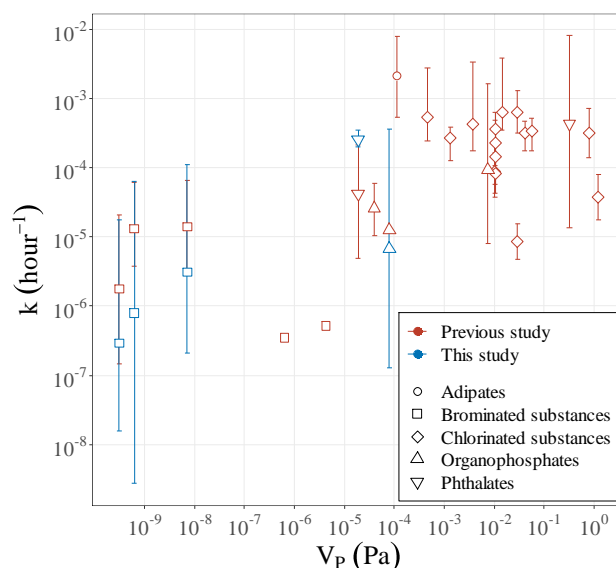 10⁻²
10⁻³
10⁻⁴
10⁻⁵
10⁻⁶
10⁻⁷
10⁻⁸
k (hour⁻¹)
Previous study
This study
Adipates
Brominated substances
Chlorinated substances
Organophosphates
Phthalates
10⁻⁹ 10⁻⁸ 10⁻⁷ 10⁻⁶ 10⁻⁵ 10⁻⁴ 10⁻³ 10⁻² 10⁻¹ 10⁰
V_P (Pa)